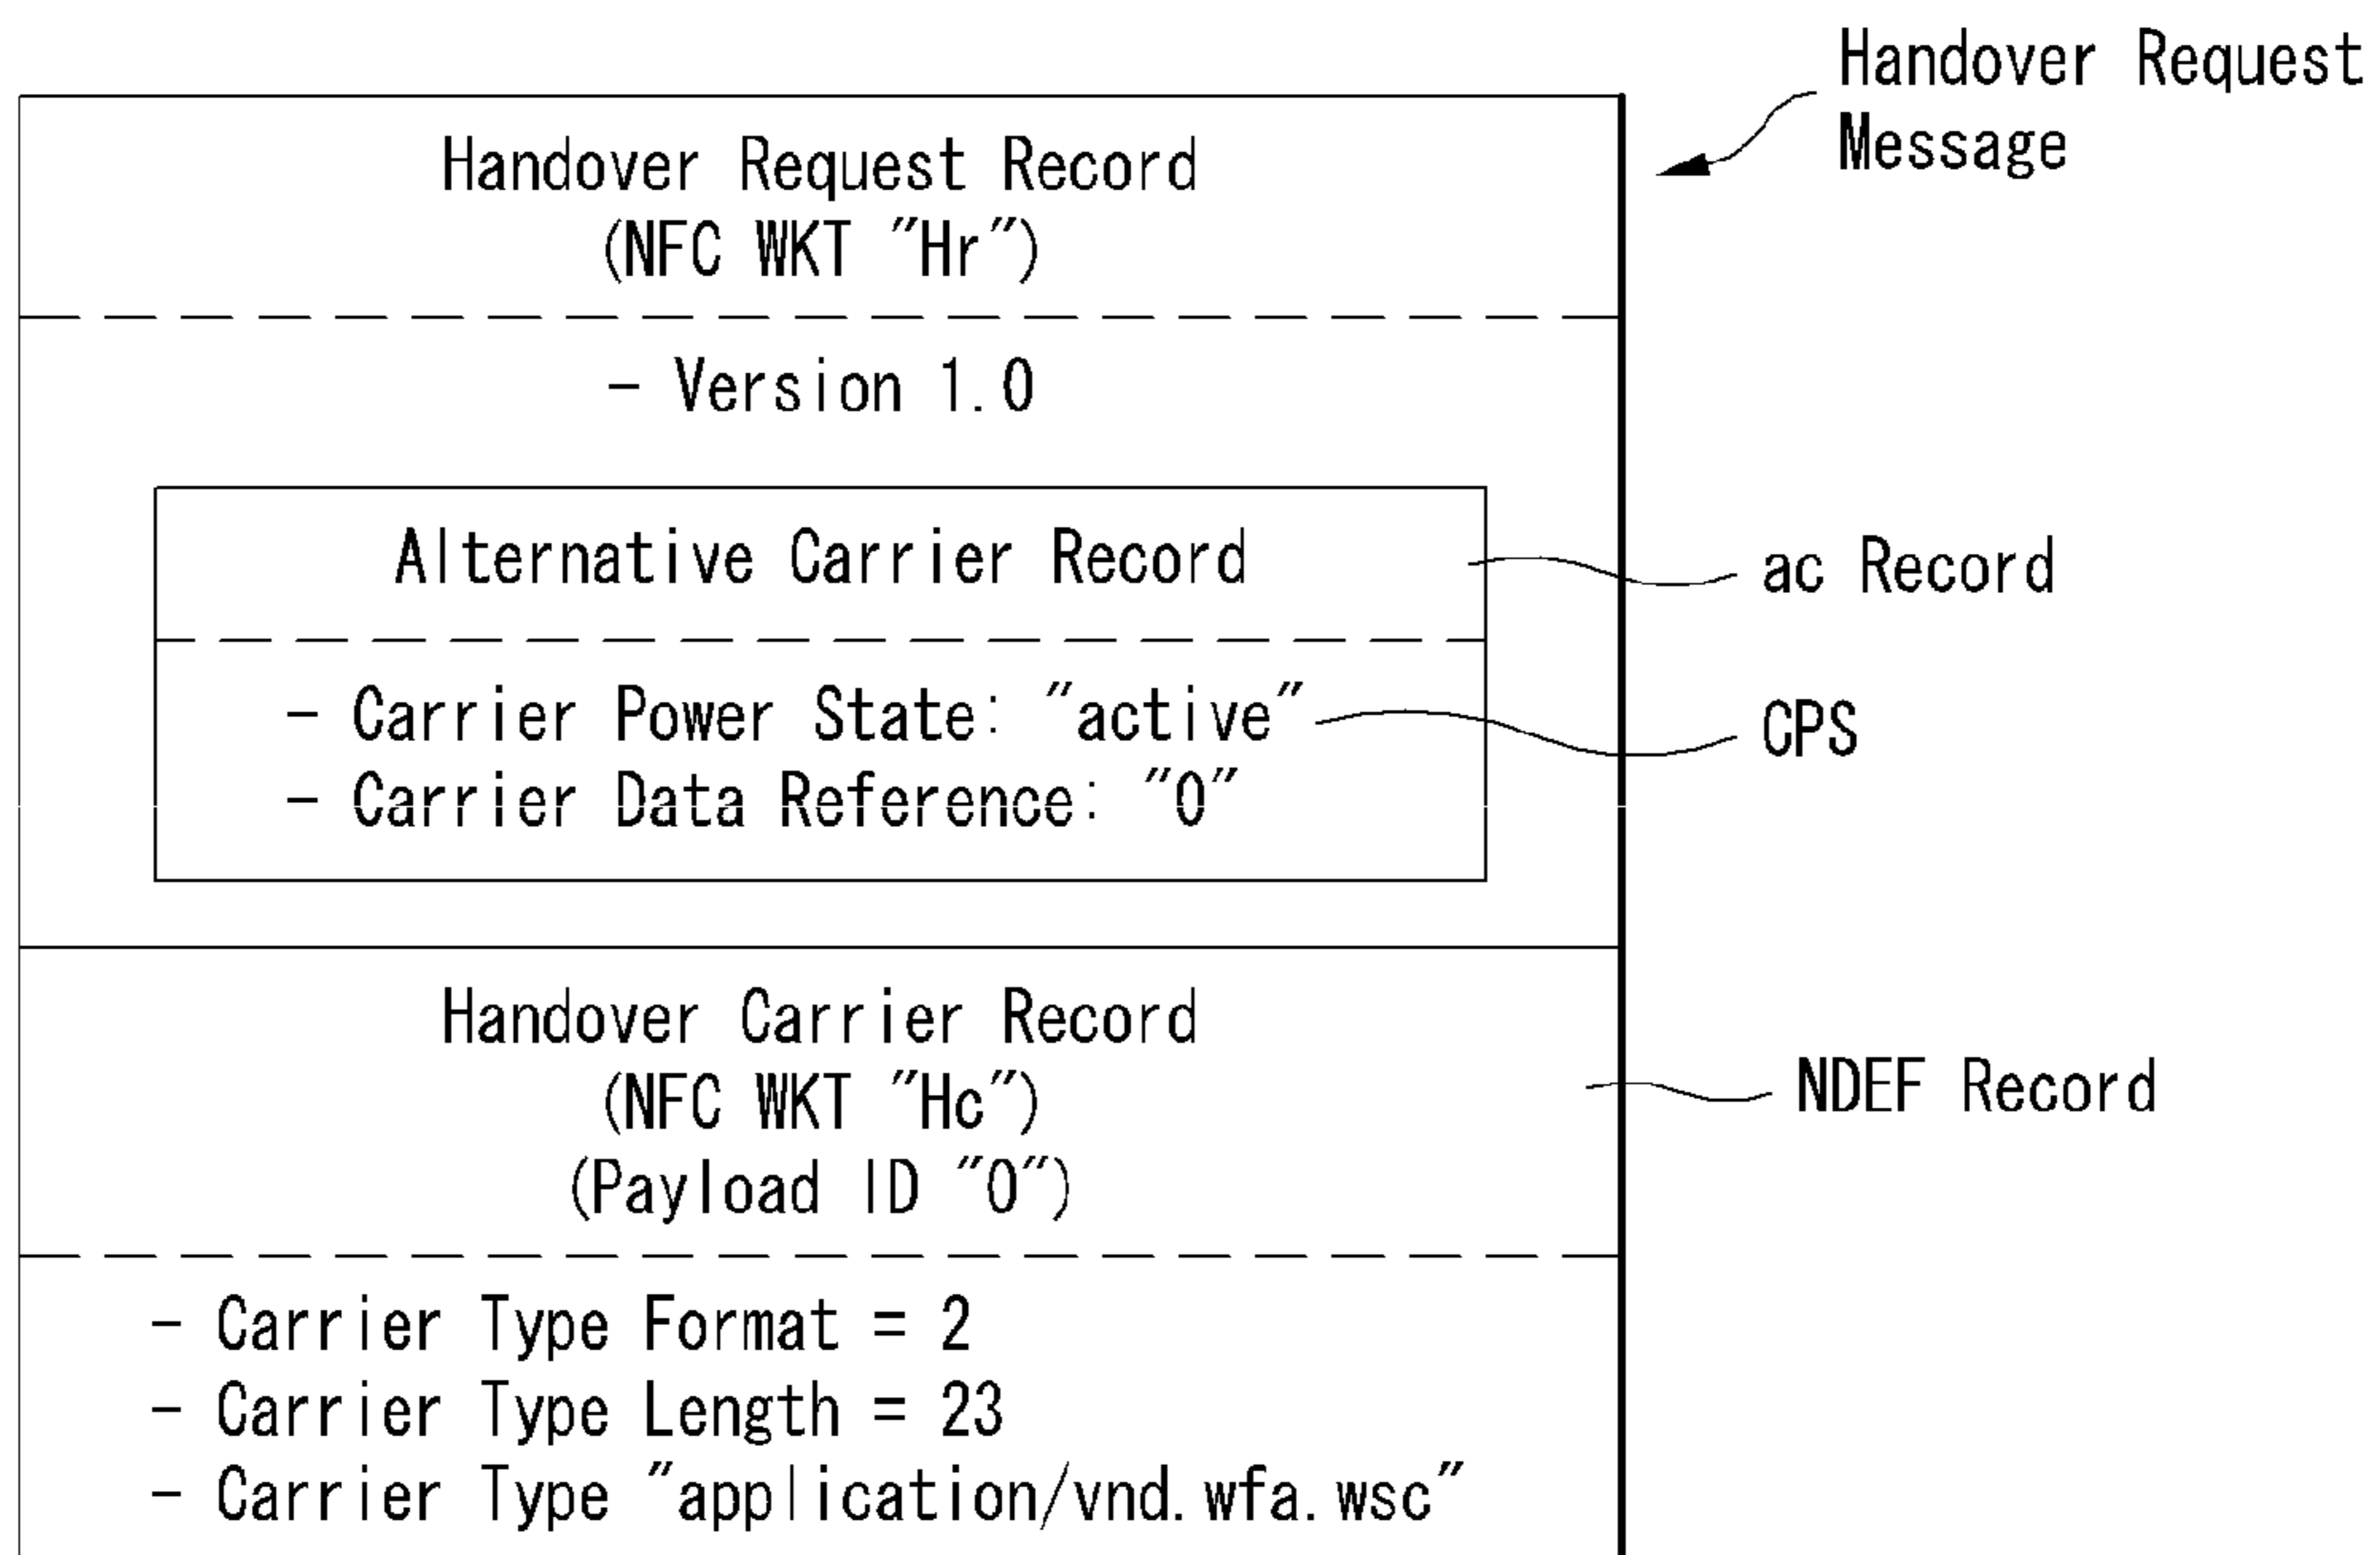 Handover Request
Message
Handover Request Record
(NFC WKT "Hr")
- Version 1.0
Alternative Carrier Record
ac Record
- Carrier Power State: "active"
CPS
- Carrier Data Reference: "0"
Handover Carrier Record
(NFC WKT "Hc")
NDEF Record
(Payload ID "0")
- Carrier Type Format = 2
- Carrier Type Length = 23
- Carrier Type "application/vnd.wfa.wsc"